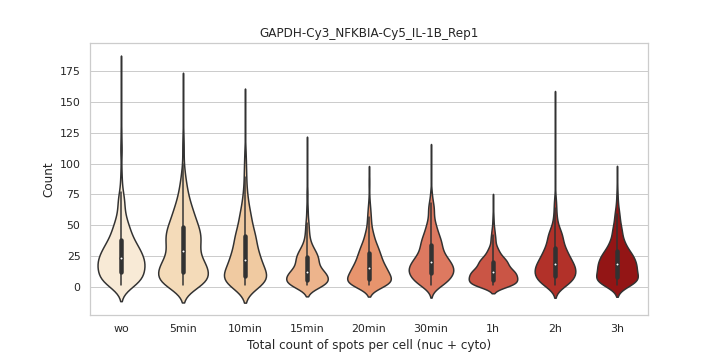 GAPDH-Cy3_NFKBIA-Cy5_IL-1B_Rep1
175
150
125
100
75
50
25
0
Count
wo 5min 10min 15min 20min 30min 1h 2h 3h
Total count of spots per cell (nuc + cyto)